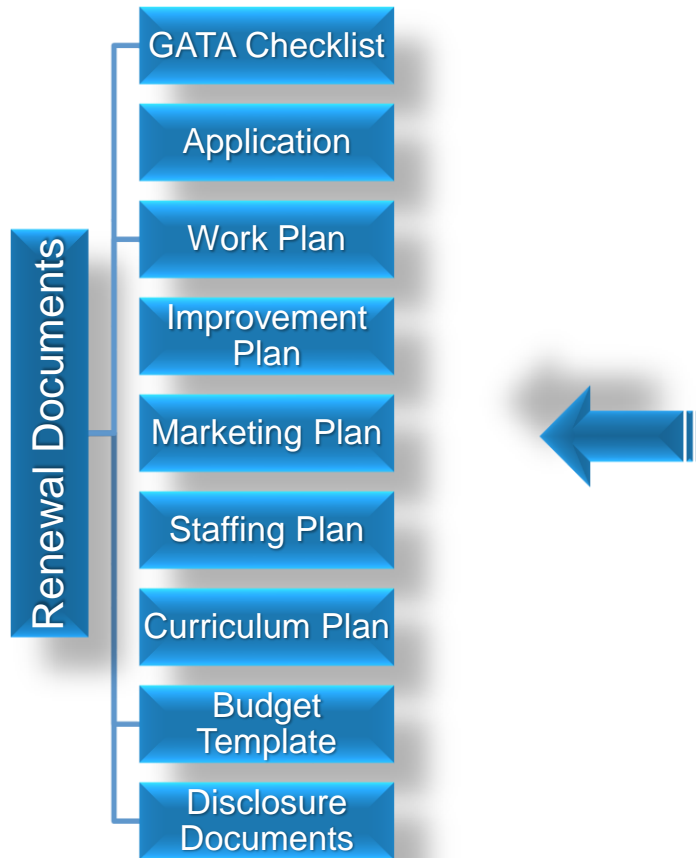 Renewal Documents
GATA Checklist
Application
Work Plan
Improvement
Plan
Marketing Plan
Staffing Plan
Curriculum Plan
Budget
Template
Disclosure
Documents